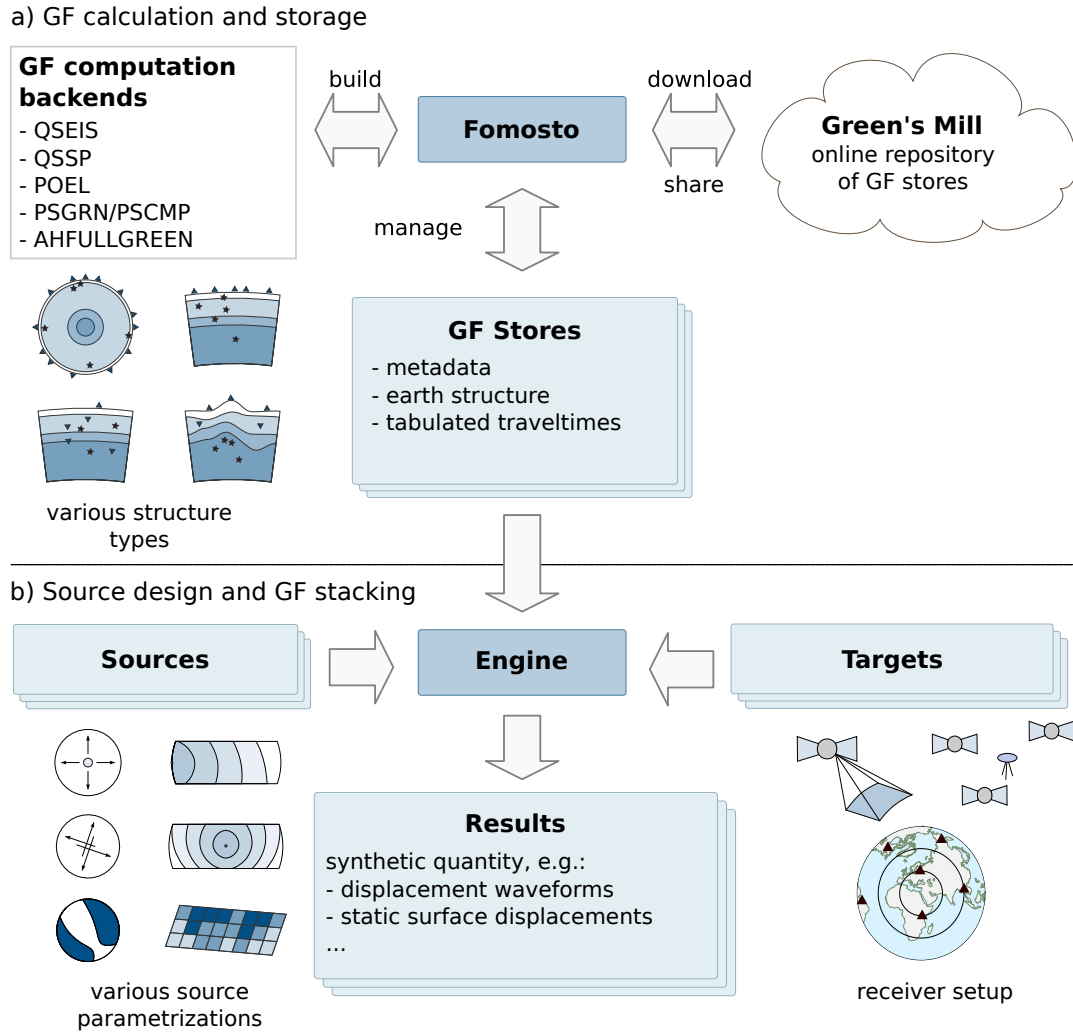 a) GF calculation and storage
GF computation
backends
- QSEIS
- QSSP
- POEL
- PSGRN/PSCMP
- AHFULLGREEN
build
Fomosto
download
share
Green's Mill
online repository
of GF stores
manage
GF Stores
- metadata
- earth structure
- tabulated traveltimes
various structure
types
b) Source design and GF stacking
Sources
Engine
Targets
Results
synthetic quantity, e.g.:
- displacement waveforms
- static surface displacements
...
various source
parametrizations
receiver setup